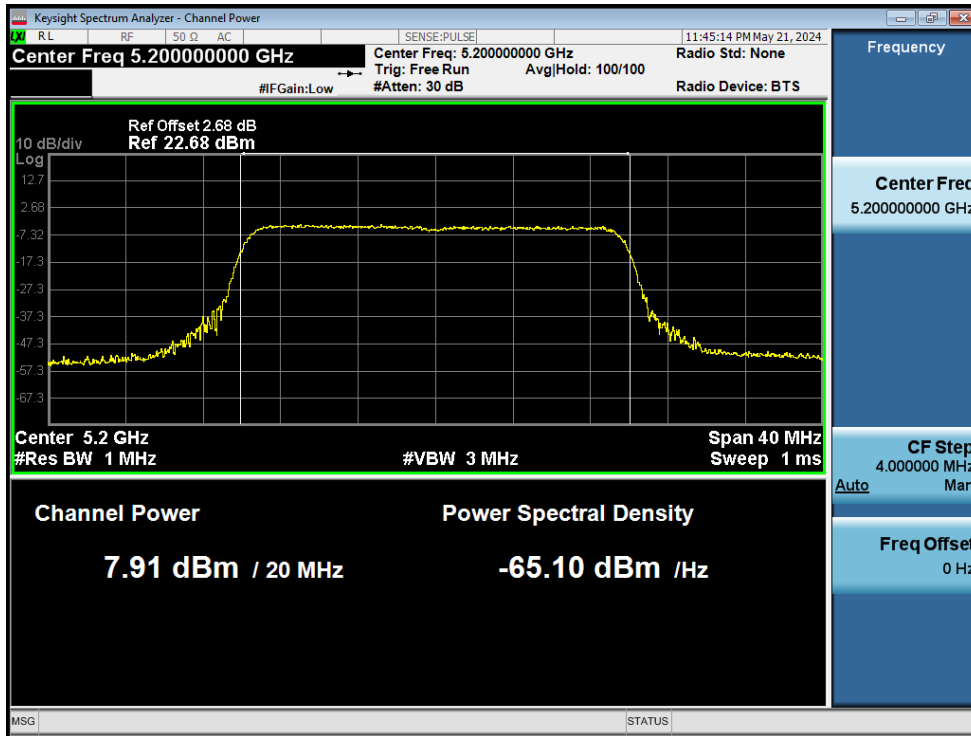 Keysight Spectrum Analyzer - Channel Power
LXI RL RF 50 Ω AC SENSE:PULSE 11:45:14 PM May 21, 2024
Center Freq 5.200000000 GHz
Center Freq: 5.200000000 GHz
Radio Std: None
Trig: Free Run Avg|Hold: 100/100
#IFGain:Low
#Atten: 30 dB
Radio Device: BTS
Frequency
Ref Offset 2.68 dB
10 dB/div Ref 22.68 dBm
Log
12.7
2.68
-7.32
-17.3
-27.3
-37.3
-47.3
-57.3
-67.3
Center 5.2 GHz Span 40 MHz
#Res BW 1 MHz #VBW 3 MHz Sweep 1 ms
Channel Power
Power Spectral Density
7.91 dBm / 20 MHz
-65.10 dBm /Hz
Center Freq
5.200000000 GHz
CF Step
4.000000 MHz
Auto Man
Freq Offset
0 Hz
MSG
STATUS